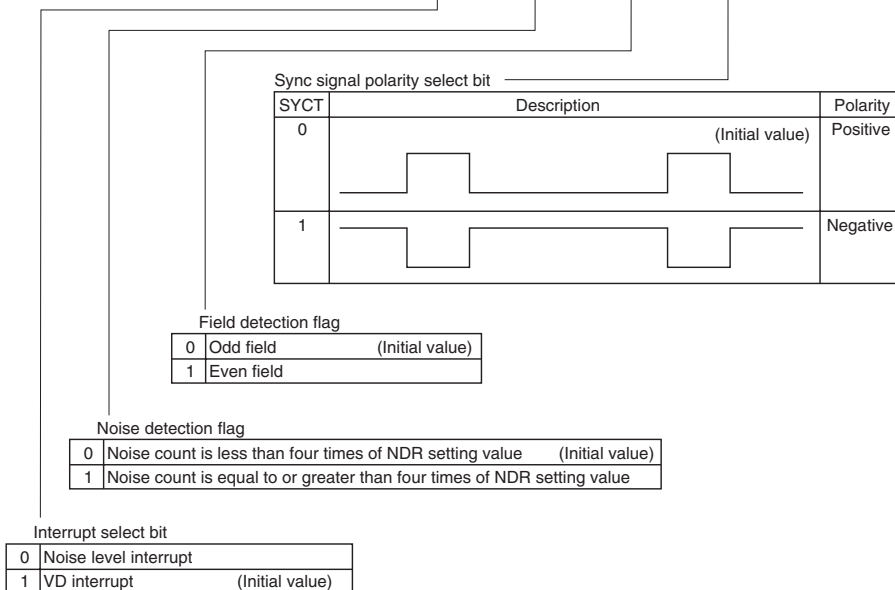 Sync signal polarity select bit
SYCT Description Polarity
0 (Initial value) Positive
1 Negative
Field detection flag
0 Odd field (Initial value)
1 Even field
Noise detection flag
0 Noise count is less than four times of NDR setting value (Initial value)
1 Noise count is equal to or greater than four times of NDR setting value
Interrupt select bit
0 Noise level interrupt
1 VD interrupt (Initial value)